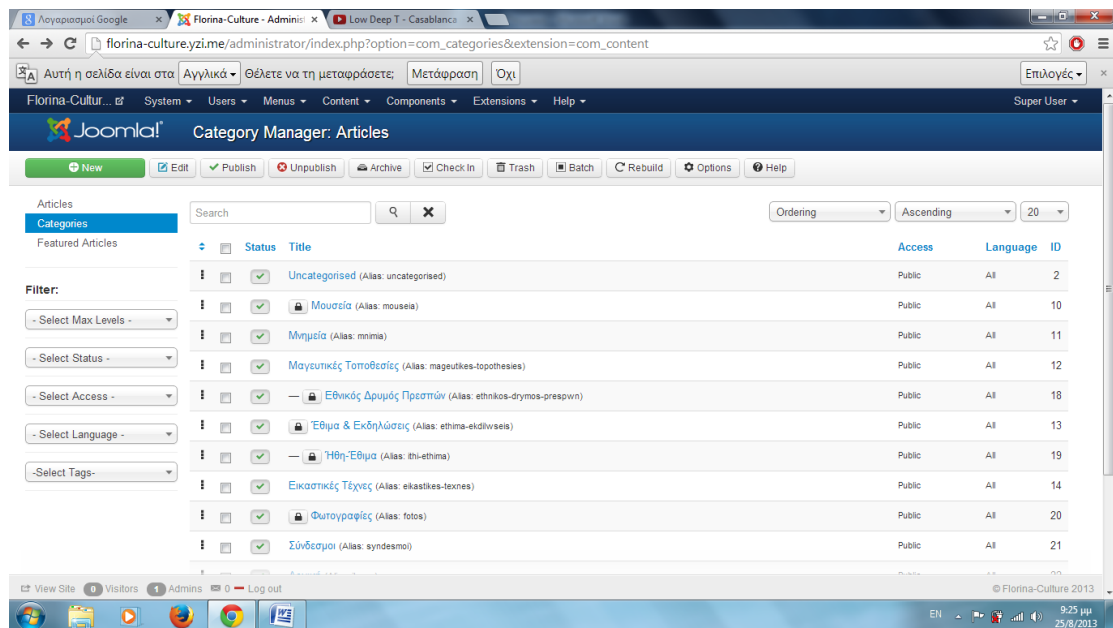 Λογαριασμοί Google
Florina-Culture - Administ
Low Deep T - Casablanca
florina-culture.yzi.me/administrator/index.php?option=com_categories&extension=com_content
Αυτή η σελίδα είναι στα Αγγλικά Θέλετε να τη μεταφράσετε; Μετάφραση Όχι Επιλογές
Florina-Cultur... System Users Menus Content Components Extensions Help Super User
Joomla! Category Manager: Articles
New Edit Publish Unpublish Archive Check In Trash Batch Rebuild Options Help
Articles
Categories
Featured Articles
Filter:
- Select Max Levels -
- Select Status -
- Select Access -
- Select Language -
-Select Tags-
Search Ordering Ascending 20
Status Title Access Language ID
Uncategorised (Alias: uncategorised) Public All 2
Μουσεία (Alias: mouseia) Public All 10
Μνημεία (Alias: mnimia) Public All 11
Μαγευτικές Τοποθεσίες (Alias: mageutikes-topothesies) Public All 12
— Εθνικός Δρυμός Πρεσπών (Alias: ethnikos-drymos-prespwn) Public All 18
Έθιμα & Εκδηλώσεις (Alias: ethima-ekdilwseis) Public All 13
— Ήθη-Έθιμα (Alias: ithi-ethima) Public All 19
Εικαστικές Τέχνες (Alias: eikastikes-texnes) Public All 14
Φωτογραφίες (Alias: fotos) Public All 20
Σύνδεσμοι (Alias: syndesmoi) Public All 21
View Site 0 Visitors 1 Admins 0 Log out © Florina-Culture 2013
EN 9:25 μμ
25/8/2013